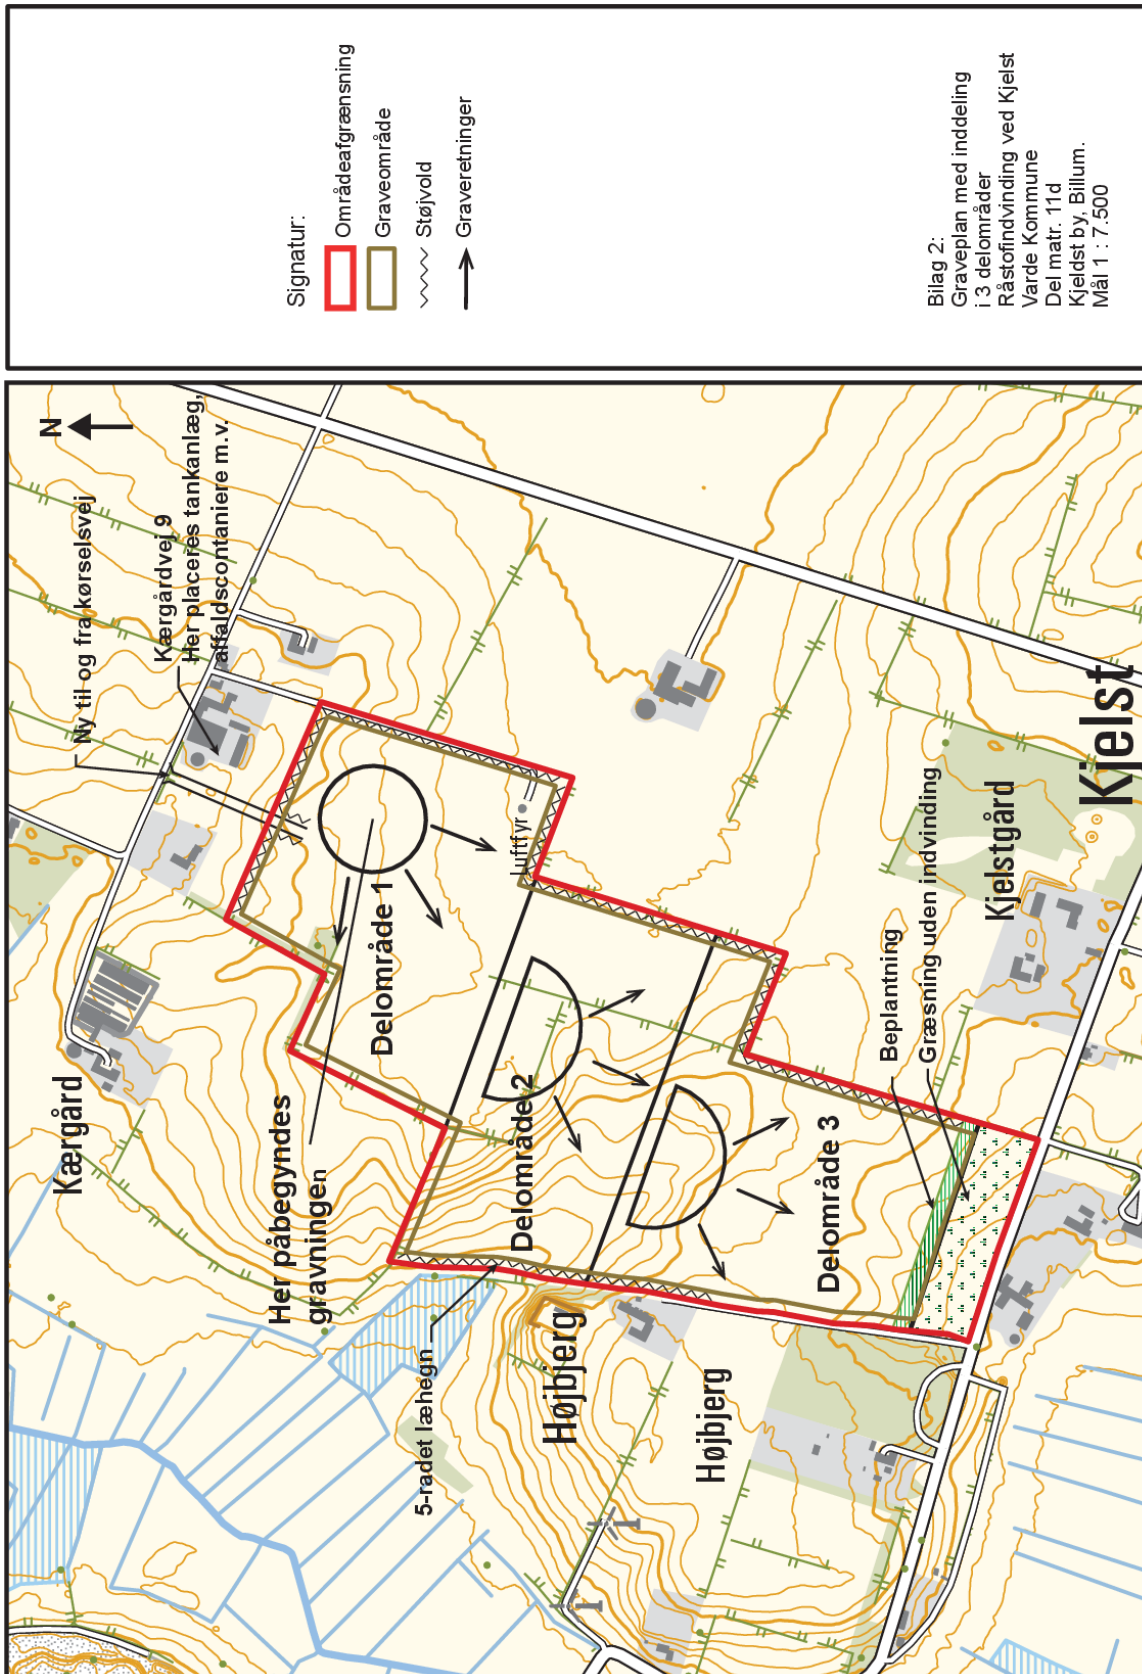 Signatur:
Områdeafgrænsning
Graveområde
Støjvold
Graveretninger
Bilag 2:
Graveplan med inddeling
i 3 delområder
Råstofindvinding ved Kjelst
Varde Kommune
Del matr. 11d
Kjeldst by, Billum.
Mål 1 : 7.500
N
Ny til og frakørselsvej
Kærgårdvej 9
Her placeres tankanlæg,
affaldscontaniere m.v.
Kærgård
Her påbegyndes
gravningen
Delområde 1
Luftfyr
Delområde 2
5-radet læhegn
Højbjerg
Højbjerg
Delområde 3
Beplantning
Græsning uden indvinding
Kjelstgård
Kjelst